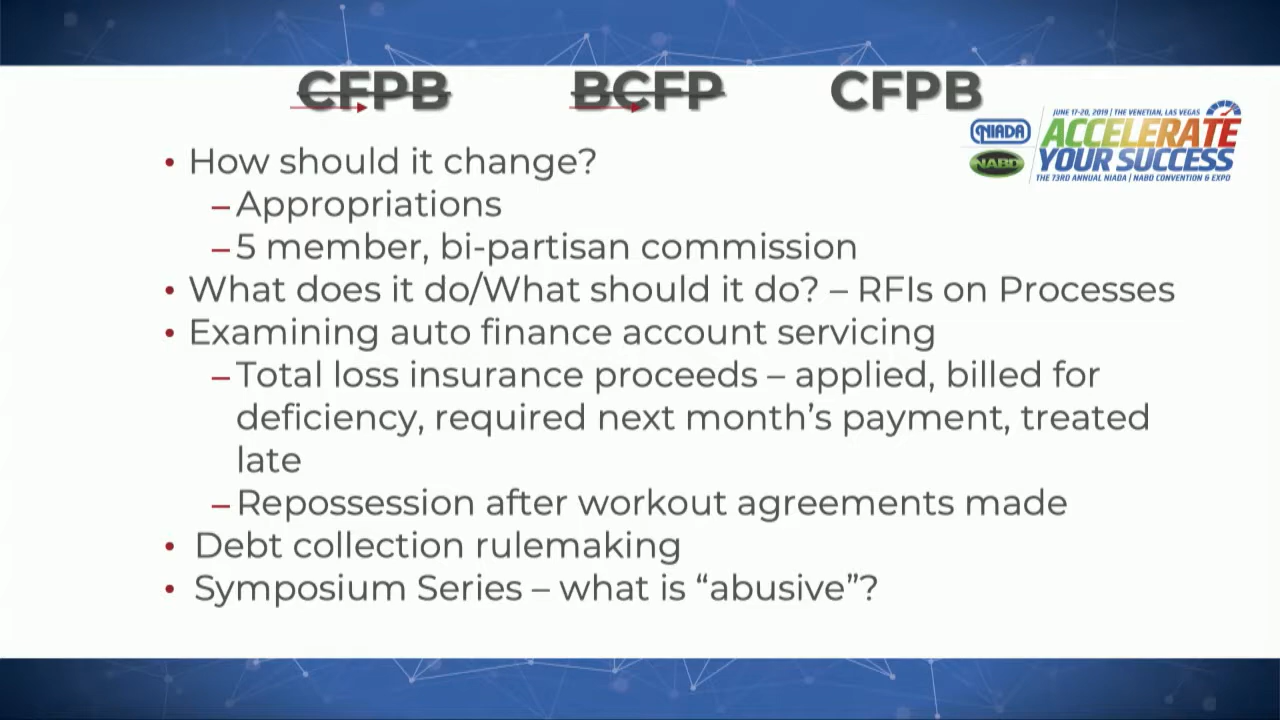 CFPB BCFP CFPB
JUNE 17-20, 2019 | THE VENETIAN, LAS VEGAS
NIADA
ACCELERATE
NABD
YOUR SUCCESS
THE 73RD ANNUAL NIADA | NABD CONVENTION & EXPO
• How should it change?
– Appropriations
– 5 member, bi-partisan commission
• What does it do/What should it do? – RFIs on Processes
• Examining auto finance account servicing
– Total loss insurance proceeds – applied, billed for
deficiency, required next month’s payment, treated
late
– Repossession after workout agreements made
• Debt collection rulemaking
• Symposium Series – what is “abusive”?